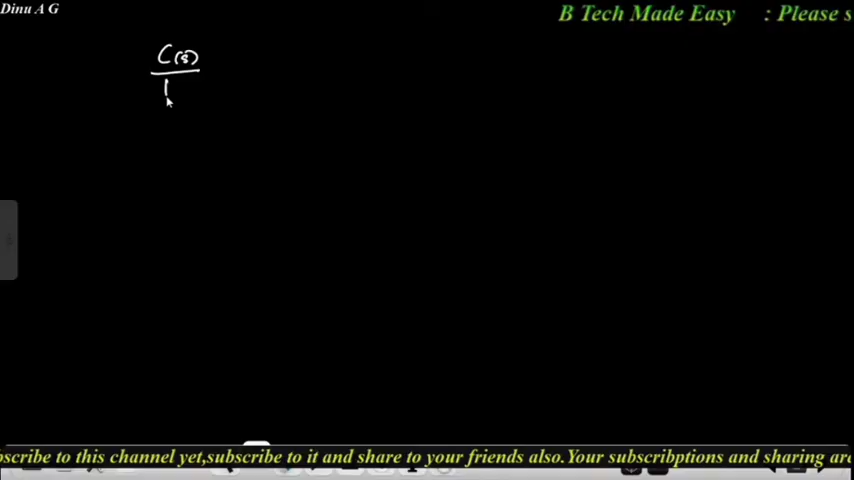 Dinu A G
B Tech Made Easy : Please s
C(s)
scribe to this channel yet,subscribe to it and share to your friends also.Your subscribptions and sharing are